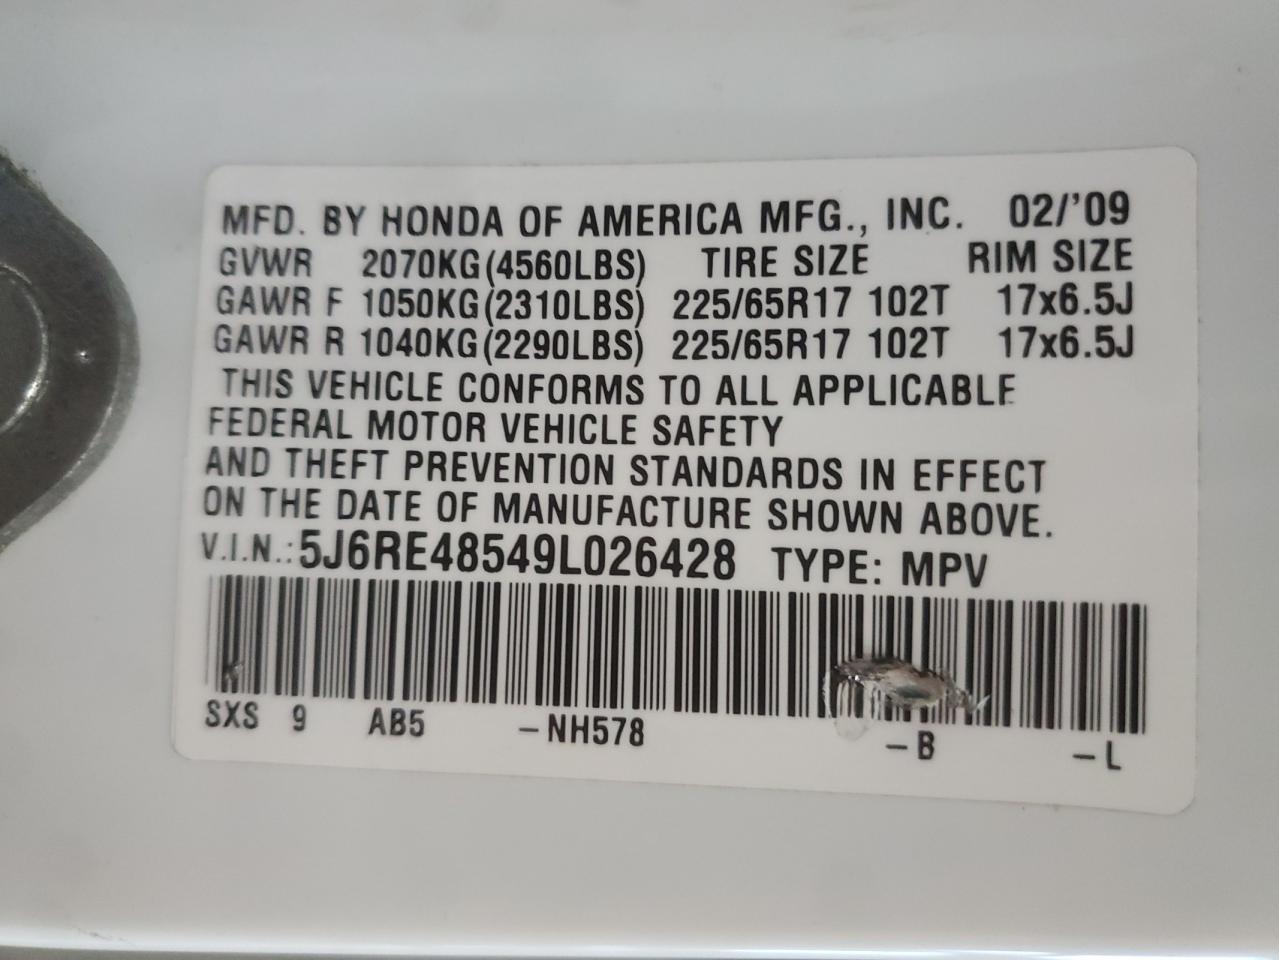 MFD. BY HONDA OF AMERICA MFG., INC. 02/'09
GVWR 2070KG(4560LBS) TIRE SIZE RIM SIZE
GAWR F 1050KG(2310LBS) 225/65R17 102T 17x6.5J
GAWR R 1040KG(2290LBS) 225/65R17 102T 17x6.5J
THIS VEHICLE CONFORMS TO ALL APPLICABLE
FEDERAL MOTOR VEHICLE SAFETY
AND THEFT PREVENTION STANDARDS IN EFFECT
ON THE DATE OF MANUFACTURE SHOWN ABOVE.
V.I.N.:5J6RE48549L026428 TYPE: MPV
SXS 9 AB5 -NH578 -B -L